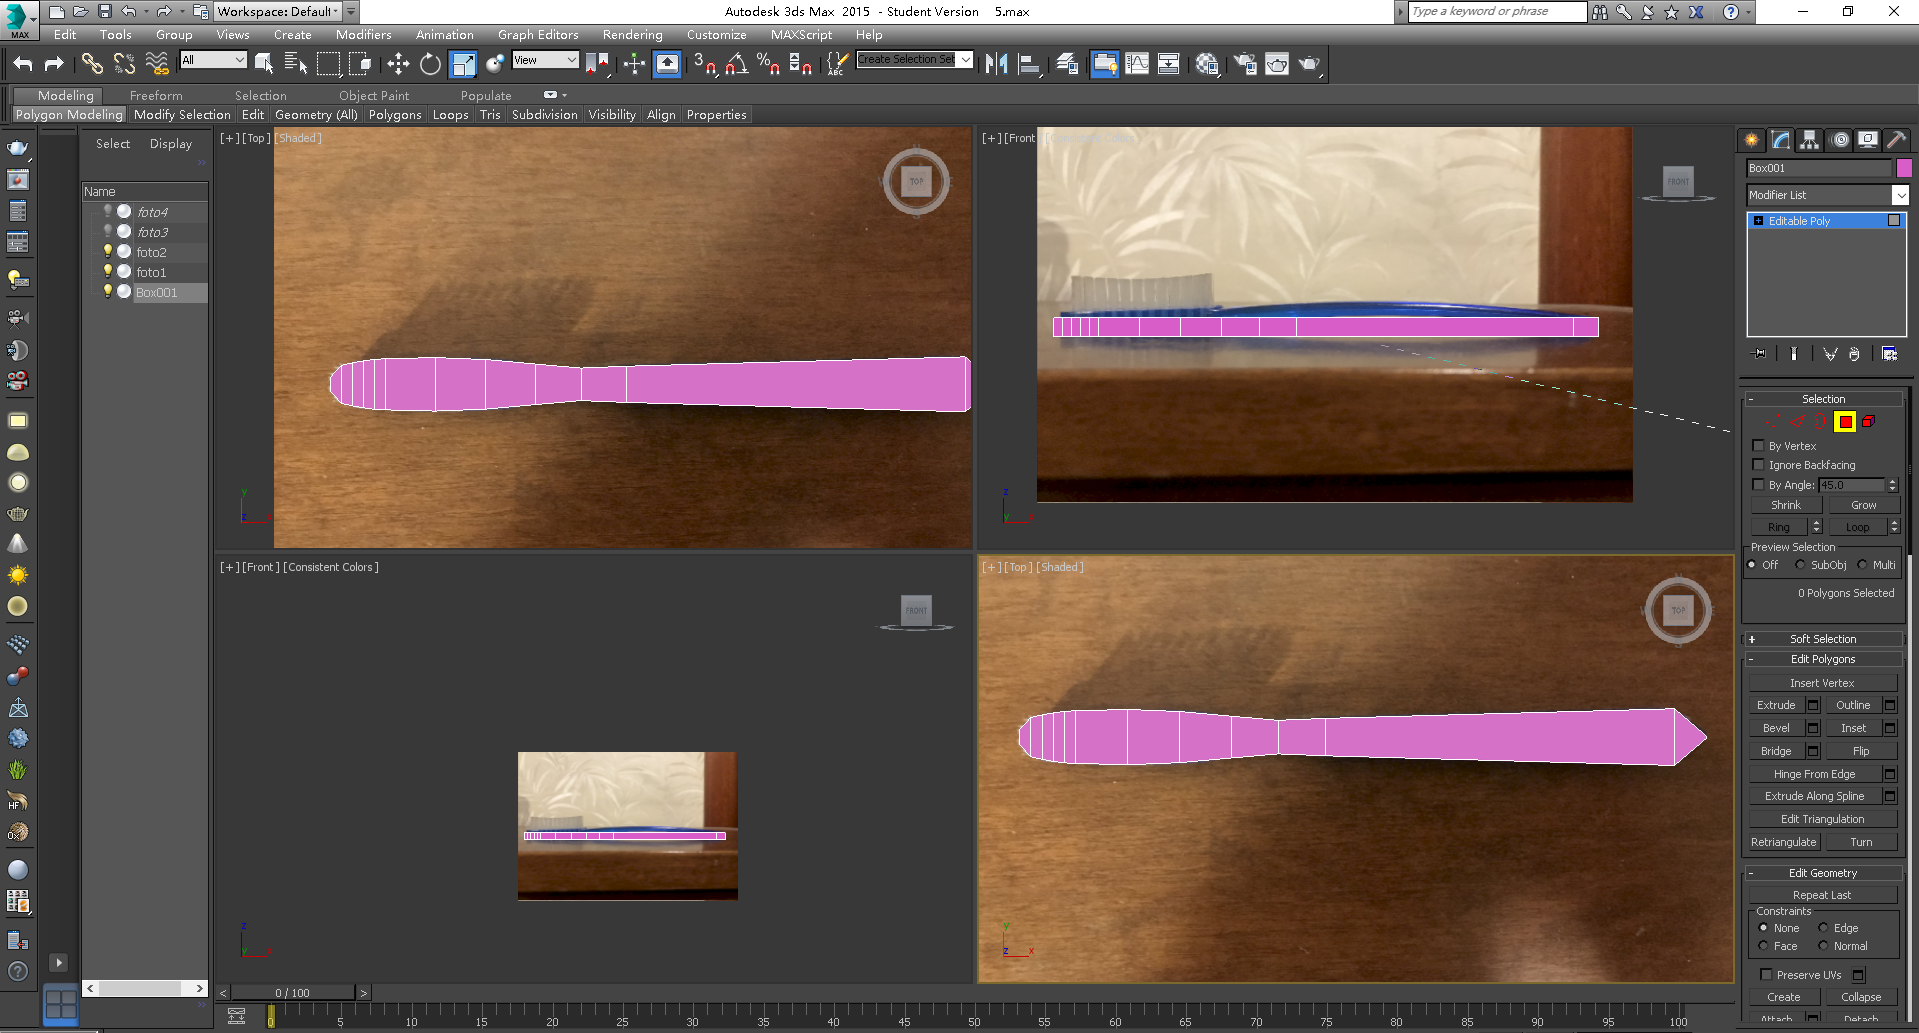 Workspace: Default
Autodesk 3ds Max 2015 - Student Version 5.max
Type a keyword or phrase
MAX
Edit Tools Group Views Create Modifiers Animation Graph Editors Rendering Customize MAXScript Help
All
View
3
ABC
Create Selection Set
Modeling Freeform Selection Object Paint Populate
Polygon Modeling Modify Selection Edit Geometry (All) Polygons Loops Tris Subdivision Visibility Align Properties
Select Display
Name
foto4
foto3
foto2
foto1
Box001
[+][Top][Shaded]
TOP
[+][Front
FRONT
[+][Front][Consistent Colors]
FRONT
[+][Top][Shaded]
TOP
Box001
Modifier List
Editable Poly
Selection
By Vertex
Ignore Backfacing
By Angle: 45.0
Shrink Grow
Ring Loop
Preview Selection
Off SubObj Multi
0 Polygons Selected
Soft Selection
Edit Polygons
Insert Vertex
Extrude Outline
Bevel Inset
Bridge Flip
Hinge From Edge
Extrude Along Spline
Edit Triangulation
Retriangulate Turn
Edit Geometry
Repeat Last
Constraints
None Edge
Face Normal
Preserve UVs
Create Collapse
Attach Detach
HF
0 / 100
0 5 10 15 20 25 30 35 40 45 50 55 60 65 70 75 80 85 90 95 100